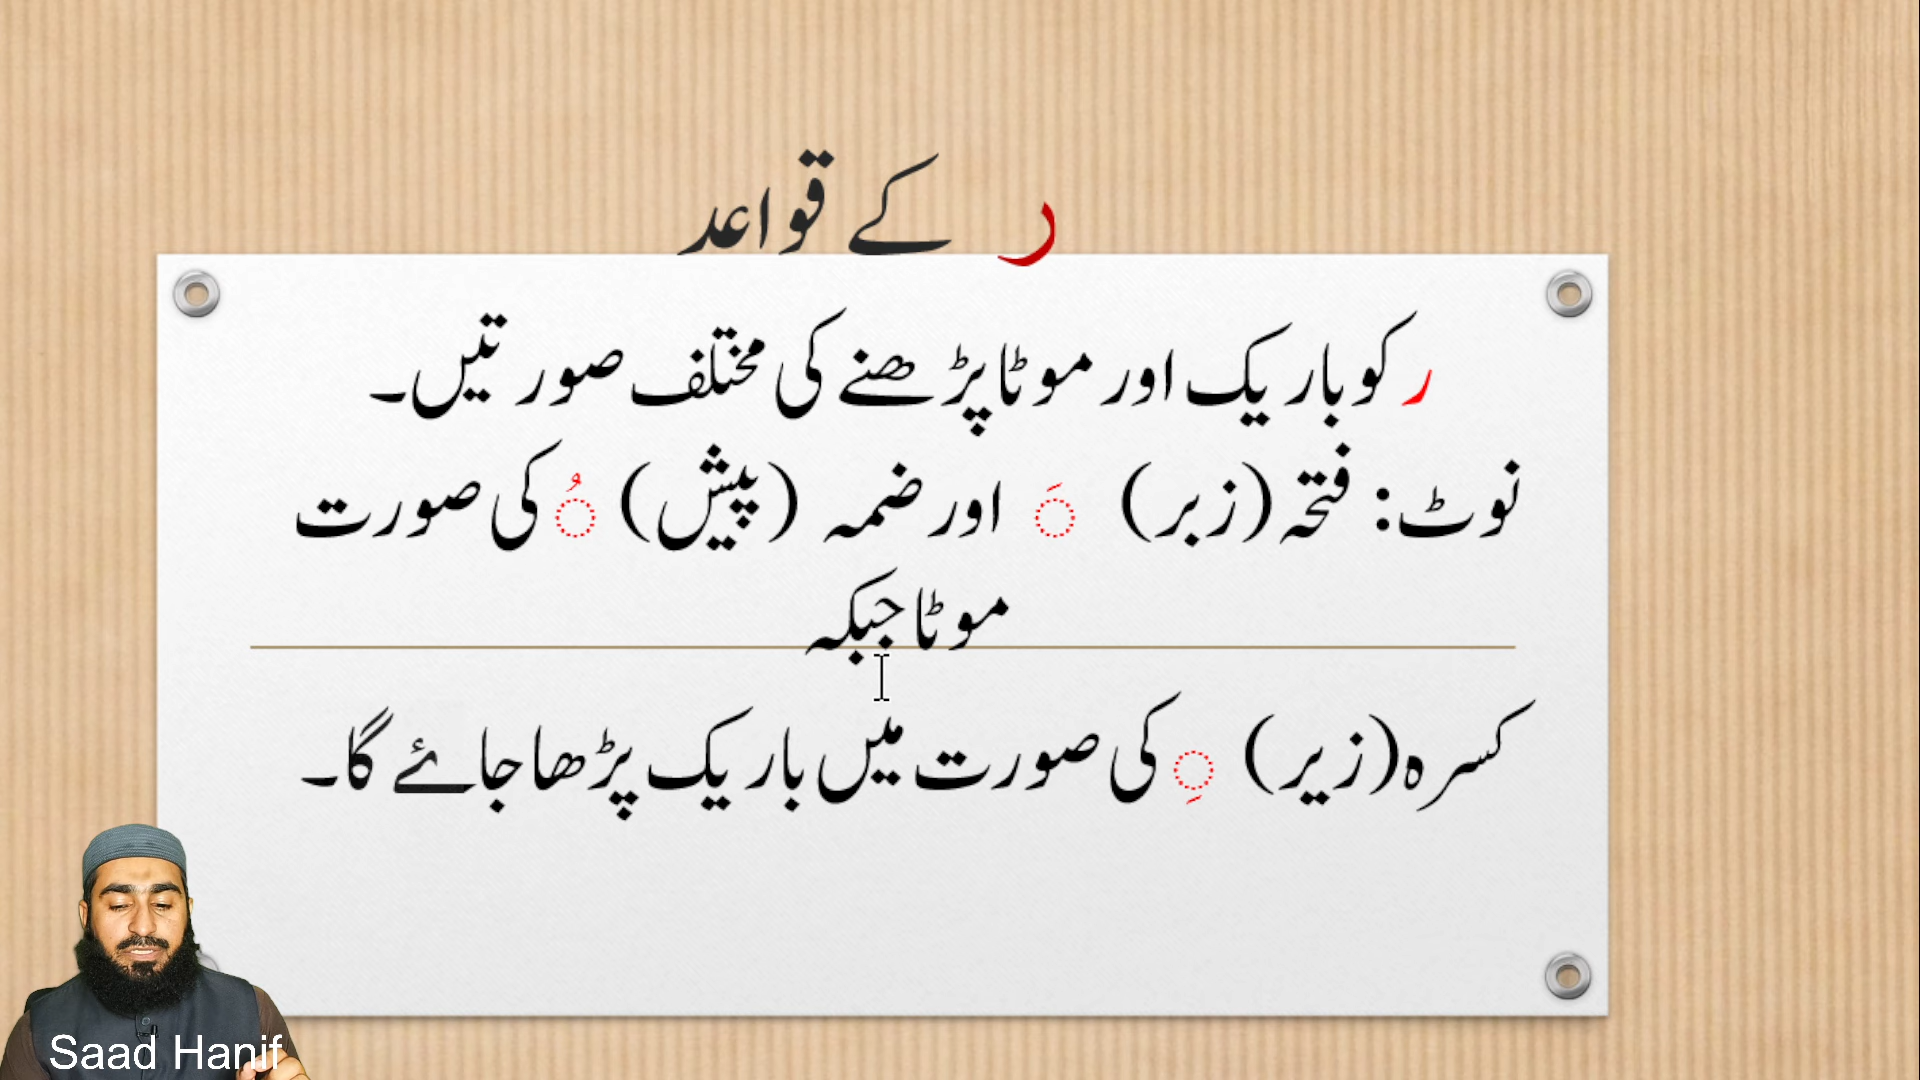 ر کے قواعد
ر کو باریک اور موٹا پڑھنے کی مختلف صورتیں۔
نوٹ: فتحہ (زبر) ◌َ اور ضمہ (پیش) ◌ُ کی صورت
موٹا جبکہ
کسرہ (زیر) ◌ِ کی صورت میں باریک پڑھا جائے گا۔
Saad Hanif